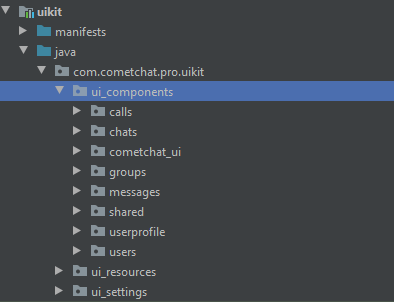 uikit
manifests
java
com.cometchat.pro.uikit
ui_components
calls
chats
cometchat_ui
groups
messages
shared
userprofile
users
ui_resources
ui_settings